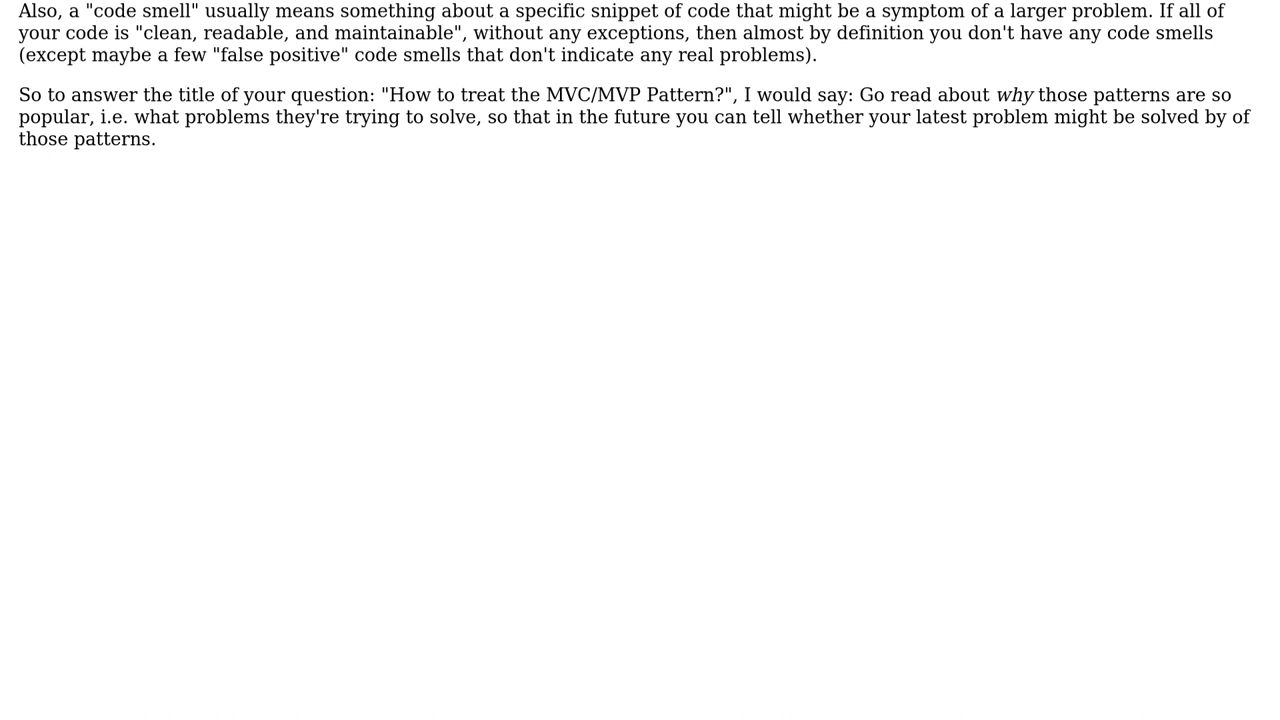 Also, a "code smell" usually means something about a specific snippet of code that might be a symptom of a larger problem. If all of
your code is "clean, readable, and maintainable", without any exceptions, then almost by definition you don't have any code smells
(except maybe a few "false positive" code smells that don't indicate any real problems).
So to answer the title of your question: "How to treat the MVC/MVP Pattern?", I would say: Go read about why those patterns are so
popular, i.e. what problems they're trying to solve, so that in the future you can tell whether your latest problem might be solved by of
those patterns.